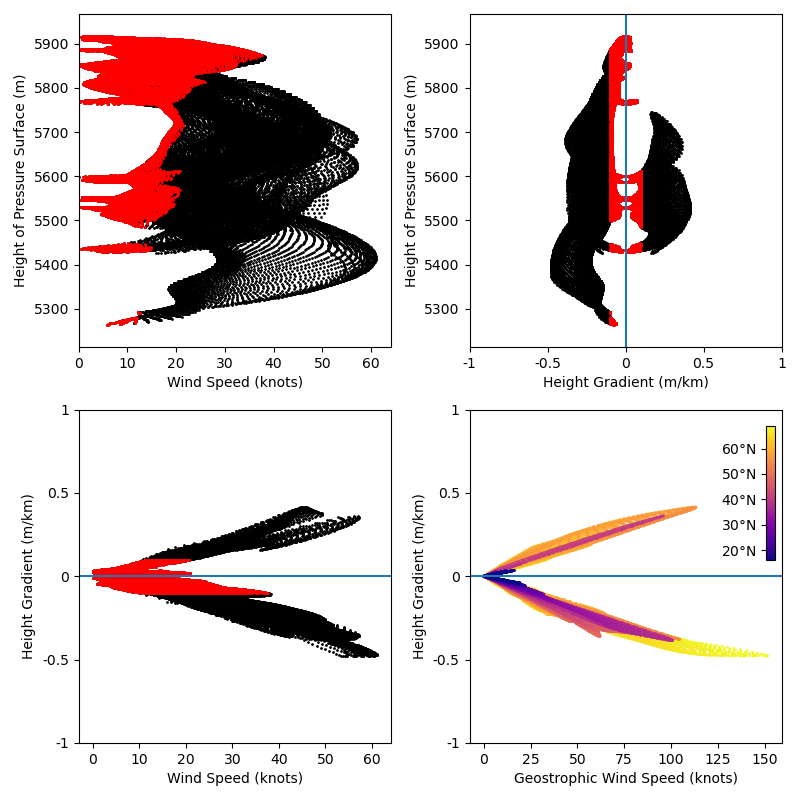 5900
5800
5700
5600
5500
5400
5300
Height of Pressure Surface (m)
0 10 20 30 40 50 60
Wind Speed (knots)
5900
5800
5700
5600
5500
5400
5300
Height of Pressure Surface (m)
-1 -0.5 0 0.5 1
Height Gradient (m/km)
1
0.5
0
-0.5
-1
Height Gradient (m/km)
0 10 20 30 40 50 60
Wind Speed (knots)
1
0.5
0
-0.5
-1
Height Gradient (m/km)
60°N
50°N
40°N
30°N
20°N
0 25 50 75 100 125 150
Geostrophic Wind Speed (knots)